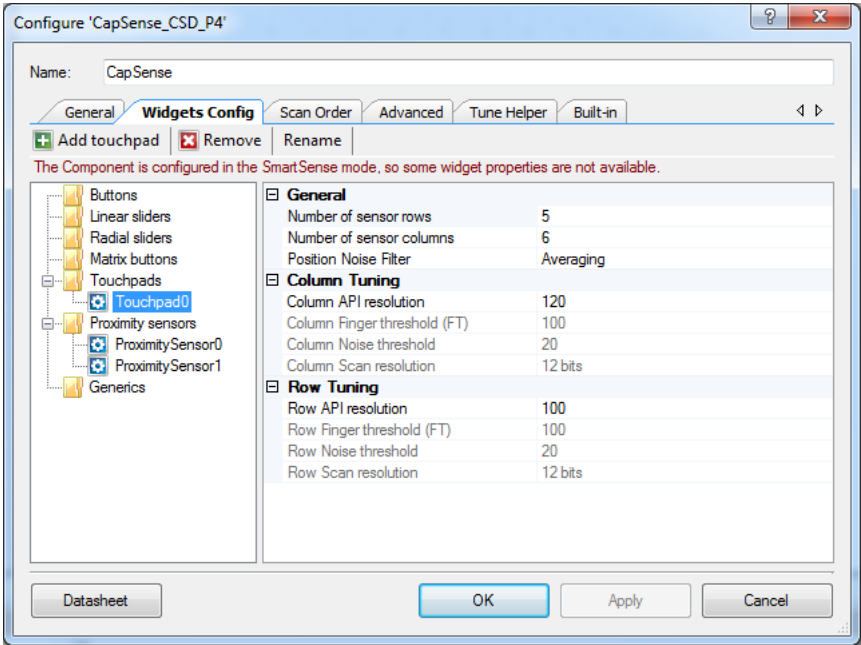 Configure 'CapSense_CSD_P4'
Name: CapSense
General Widgets Config Scan Order Advanced Tune Helper Built-in
Add touchpad Remove Rename
The Component is configured in the SmartSense mode, so some widget properties are not available.
Buttons
Linear sliders
Radial sliders
Matrix buttons
Touchpads
Touchpad0
Proximity sensors
ProximitySensor0
ProximitySensor1
Generics
General
Number of sensor rows 5
Number of sensor columns 6
Position Noise Filter Averaging
Column Tuning
Column API resolution 120
Column Finger threshold (FT) 100
Column Noise threshold 20
Column Scan resolution 12 bits
Row Tuning
Row API resolution 100
Row Finger threshold (FT) 100
Row Noise threshold 20
Row Scan resolution 12 bits
Datasheet OK Apply Cancel